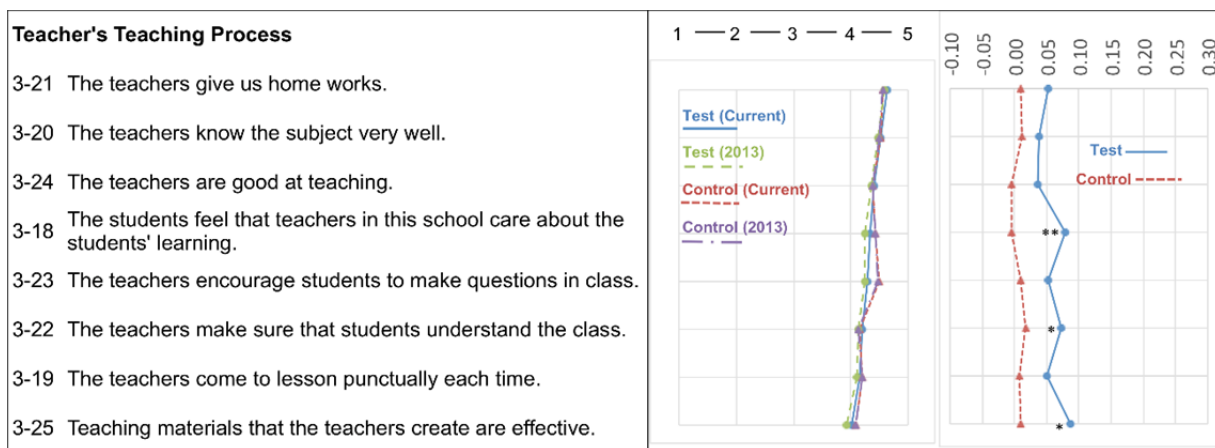 Teacher's Teaching Process
3-21 The teachers give us home works.
3-20 The teachers know the subject very well.
3-24 The teachers are good at teaching.
3-18 The students feel that teachers in this school care about the
students' learning.
3-23 The teachers encourage students to make questions in class.
3-22 The teachers make sure that students understand the class.
3-19 The teachers come to lesson punctually each time.
3-25 Teaching materials that the teachers create are effective.
1 — 2 — 3 — 4 — 5
Test (Current)
Test (2013)
Control (Current)
Control (2013)
-0.10
-0.05
0.00
0.05
0.10
0.15
0.20
0.25
0.30
Test
Control
**
*
*